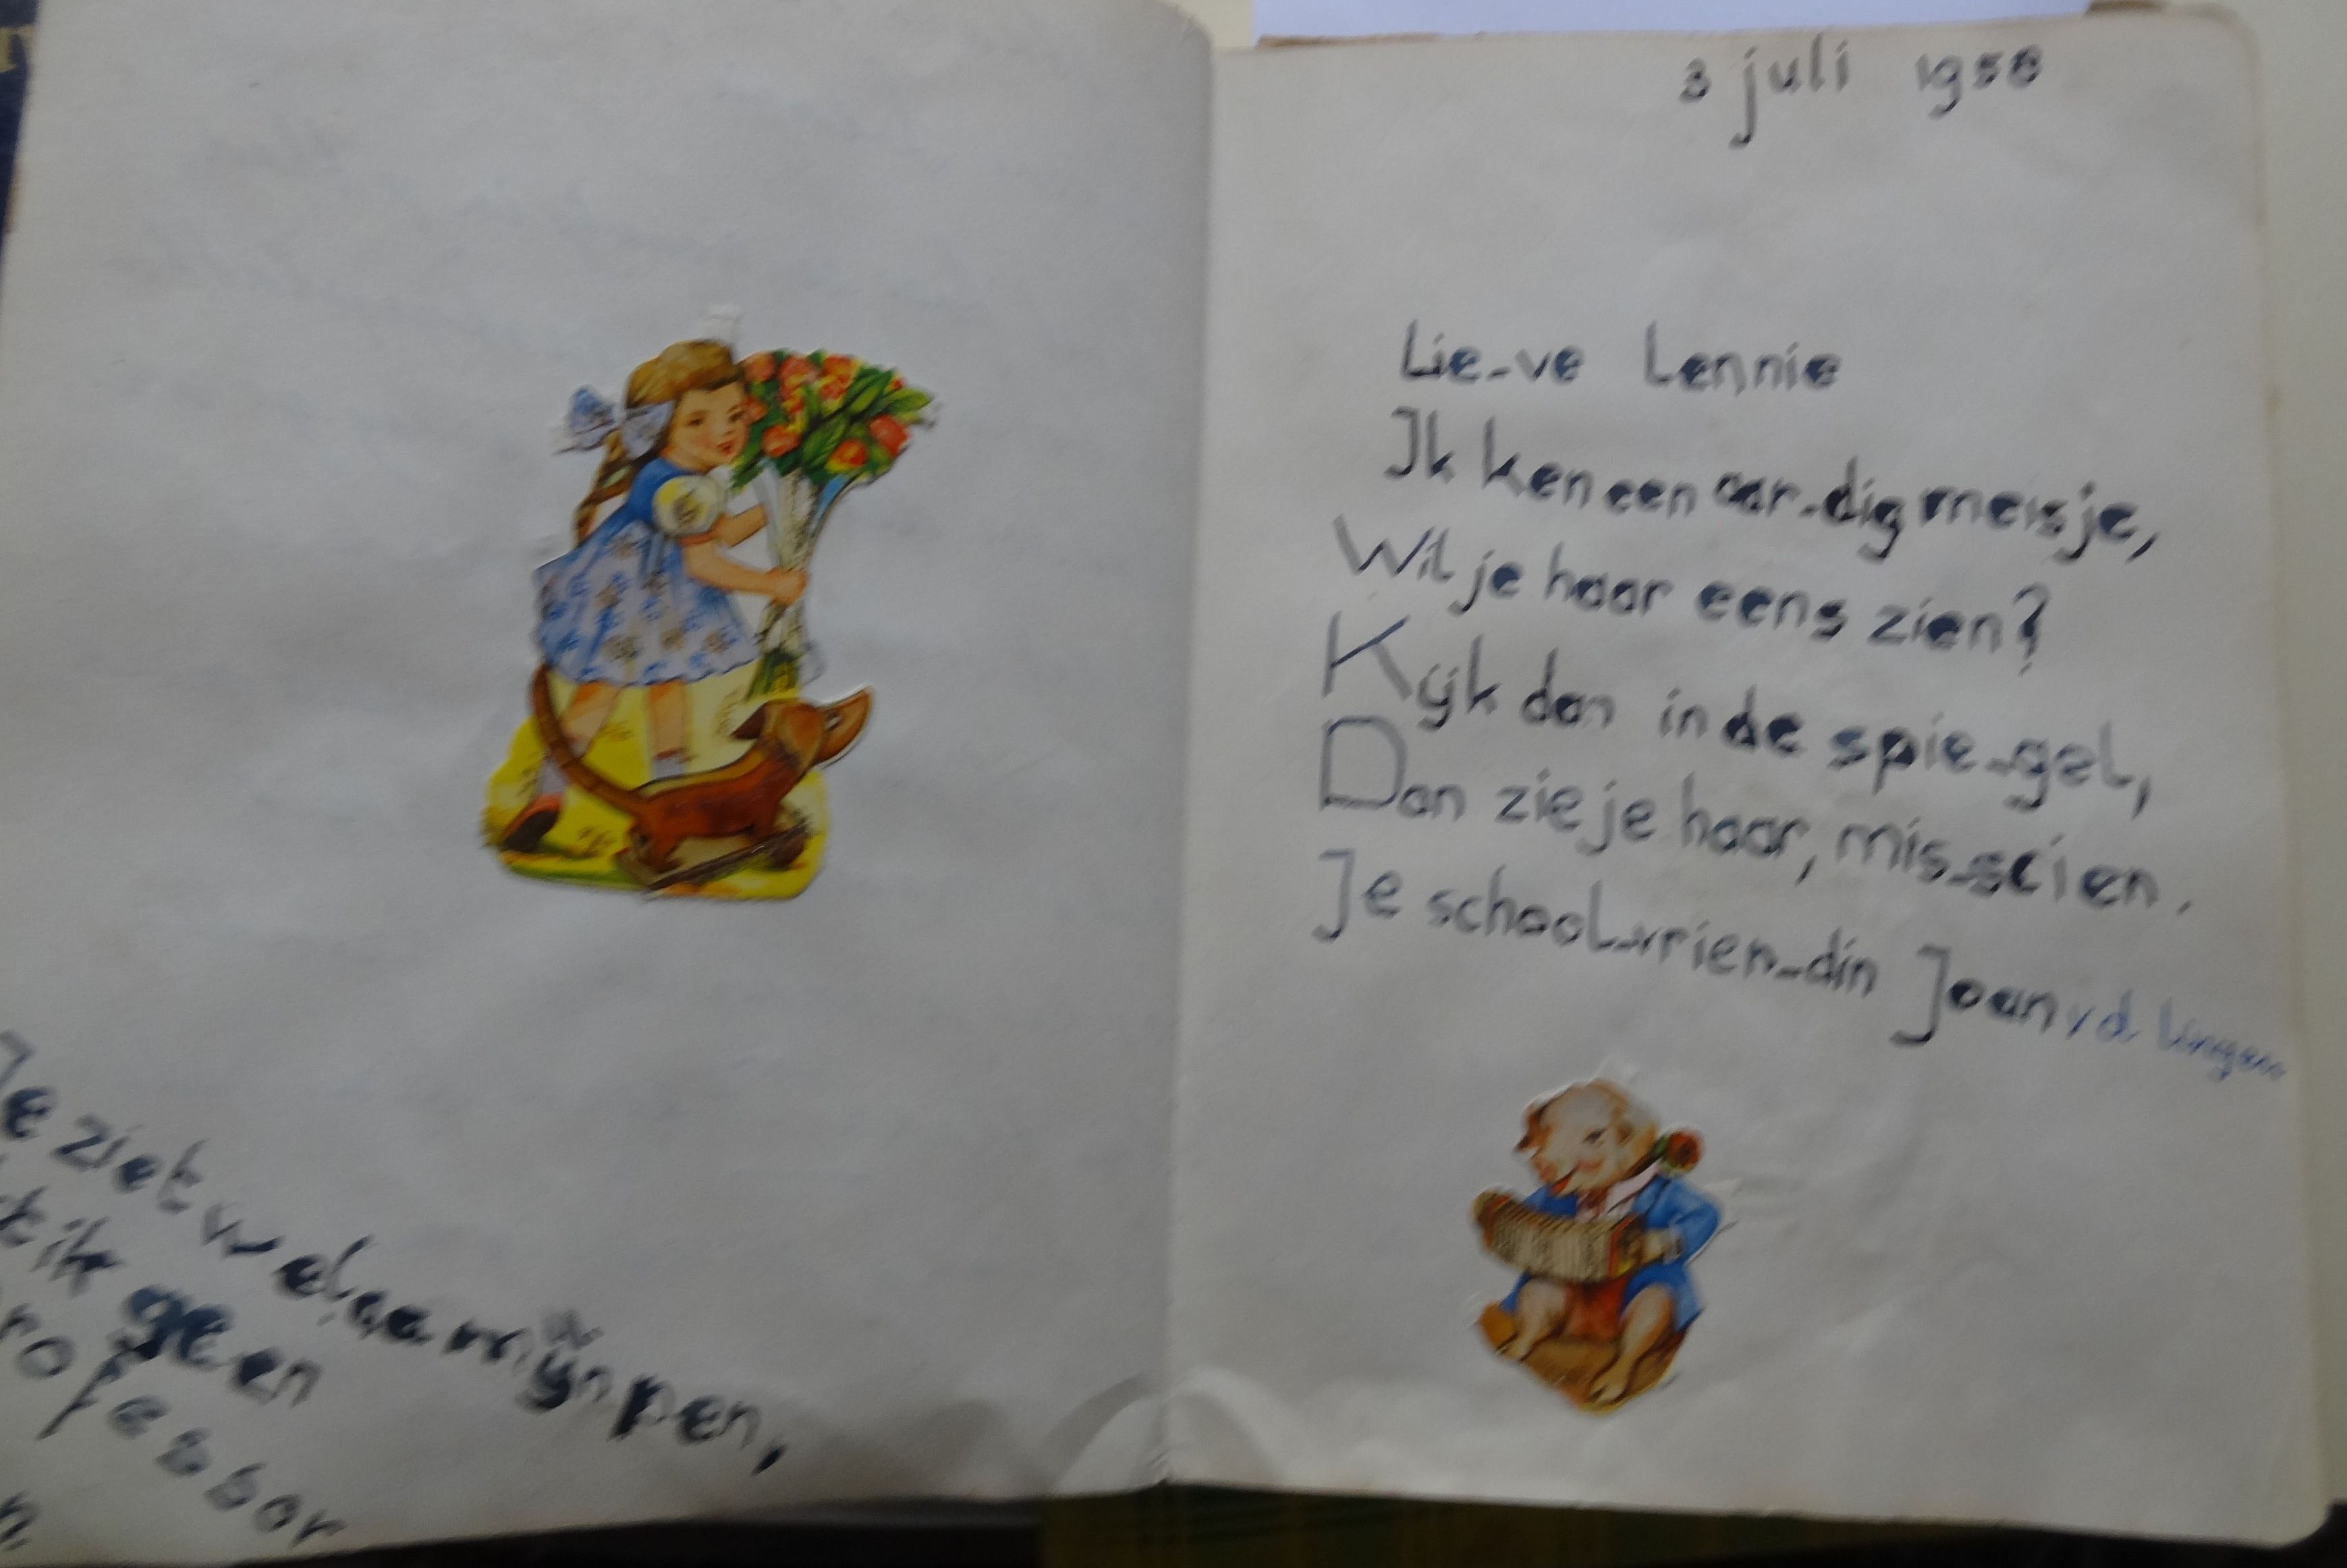 Je ziet wel aa mijn pen,
t ik geen
rofessor
n
3 juli 1958
Lie-ve Lennie
Ik ken een aar-dig meisje,
Wil je haar eens zien?
Kijk dan in de spie-gel,
Dan zie je haar, mis-scien.
Je school-vrien-din Joan v d Lingen